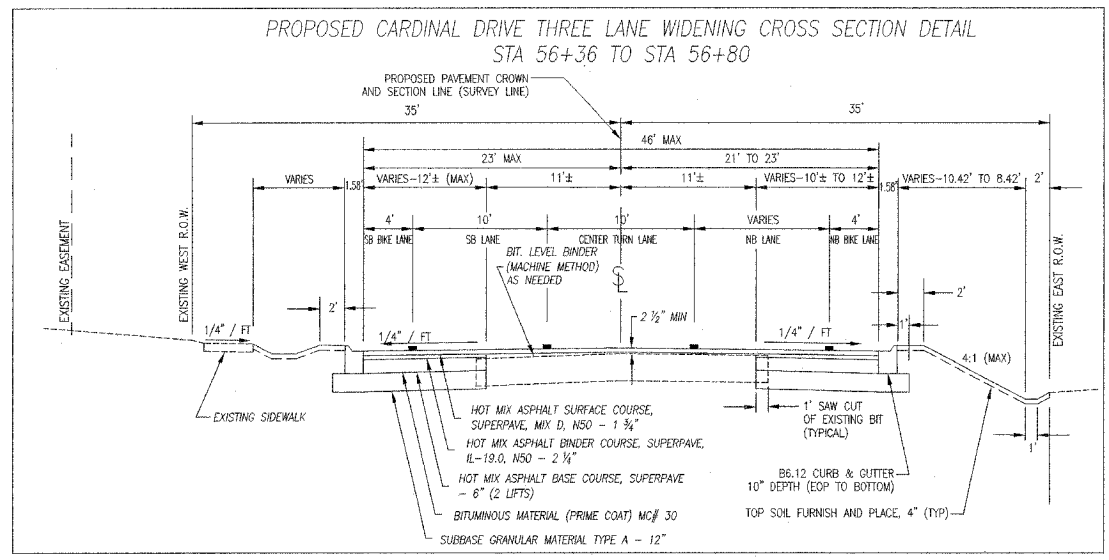 PROPOSED CARDINAL DRIVE THREE LANE WIDENING CROSS SECTION DETAIL
STA 56+36 TO STA 56+80
PROPOSED PAVEMENT CROWN
AND SECTION LINE (SURVEY LINE)
35'
35'
46' MAX
23' MAX
21' TO 23'
VARIES
1.58'
VARIES-12'± (MAX)
11'±
11'±
VARIES-10'± TO 12'±
1.58'
VARIES-10.42' TO 8.42'
2'
4'
10'
10'
VARIES
4'
SB BIKE LANE
SB LANE
CENTER TURN LANE
NB LANE
NB BIKE LANE
EXISTING EASEMENT
EXISTING WEST R.O.W.
EXISTING EAST R.O.W.
BIT. LEVEL BINDER
(MACHINE METHOD)
AS NEEDED
SL
2'
2'
1/4" / FT
1/4" / FT
2 ½" MIN
1/4" / FT
1'
4:1 (MAX)
EXISTING SIDEWALK
HOT MIX ASPHALT SURFACE COURSE,
SUPERPAVE, MIX D, N50 - 1 ¾"
HOT MIX ASPHALT BINDER COURSE, SUPERPAVE,
IL-19.0, N50 - 2 ¼"
HOT MIX ASPHALT BASE COURSE, SUPERPAVE
- 6" (2 LIFTS)
BITUMINOUS MATERIAL (PRIME COAT) MC# 30
SUBBASE GRANULAR MATERIAL TYPE A - 12"
1' SAW CUT
OF EXISTING BIT
(TYPICAL)
1'
B6.12 CURB & GUTTER
10" DEPTH (EOP TO BOTTOM)
TOP SOIL FURNISH AND PLACE, 4" (TYP)